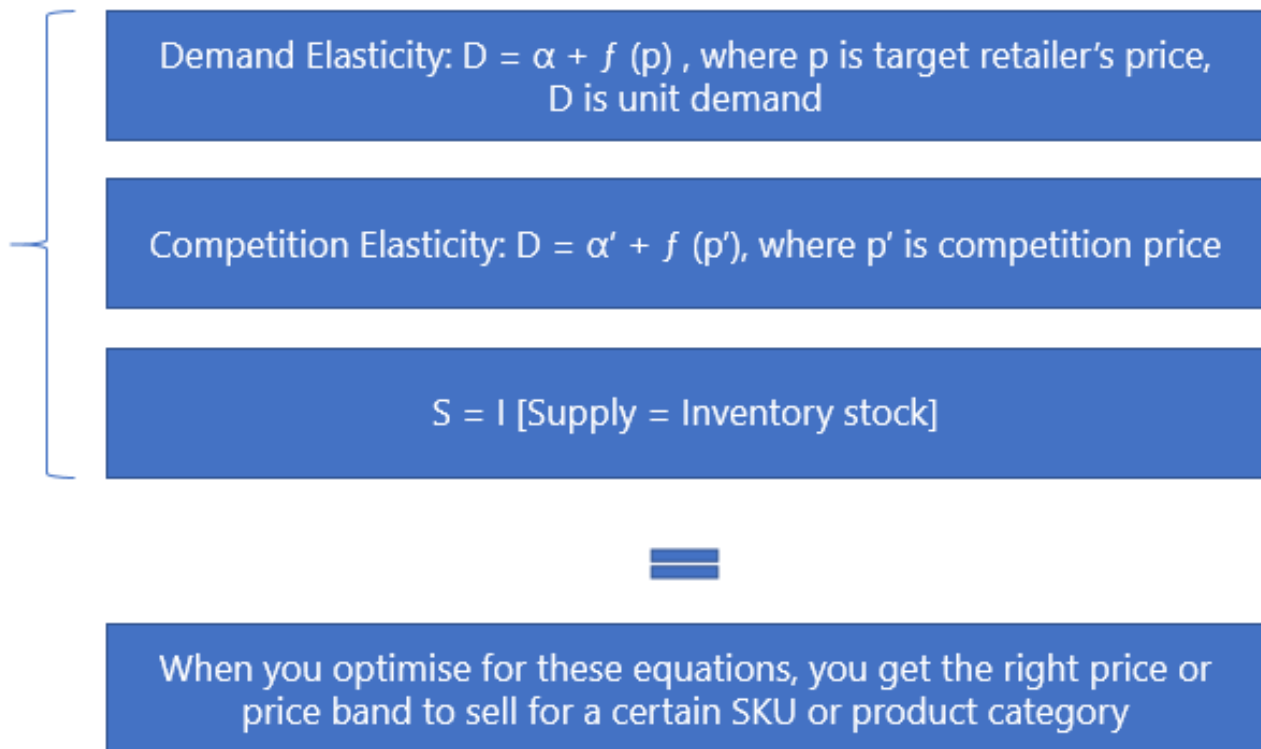 Demand Elasticity: D = α + ƒ (p) , where p is target retailer’s price,
D is unit demand
Competition Elasticity: D = α’ + ƒ (p’), where p’ is competition price
S = I [Supply = Inventory stock]
=
When you optimise for these equations, you get the right price or
price band to sell for a certain SKU or product category